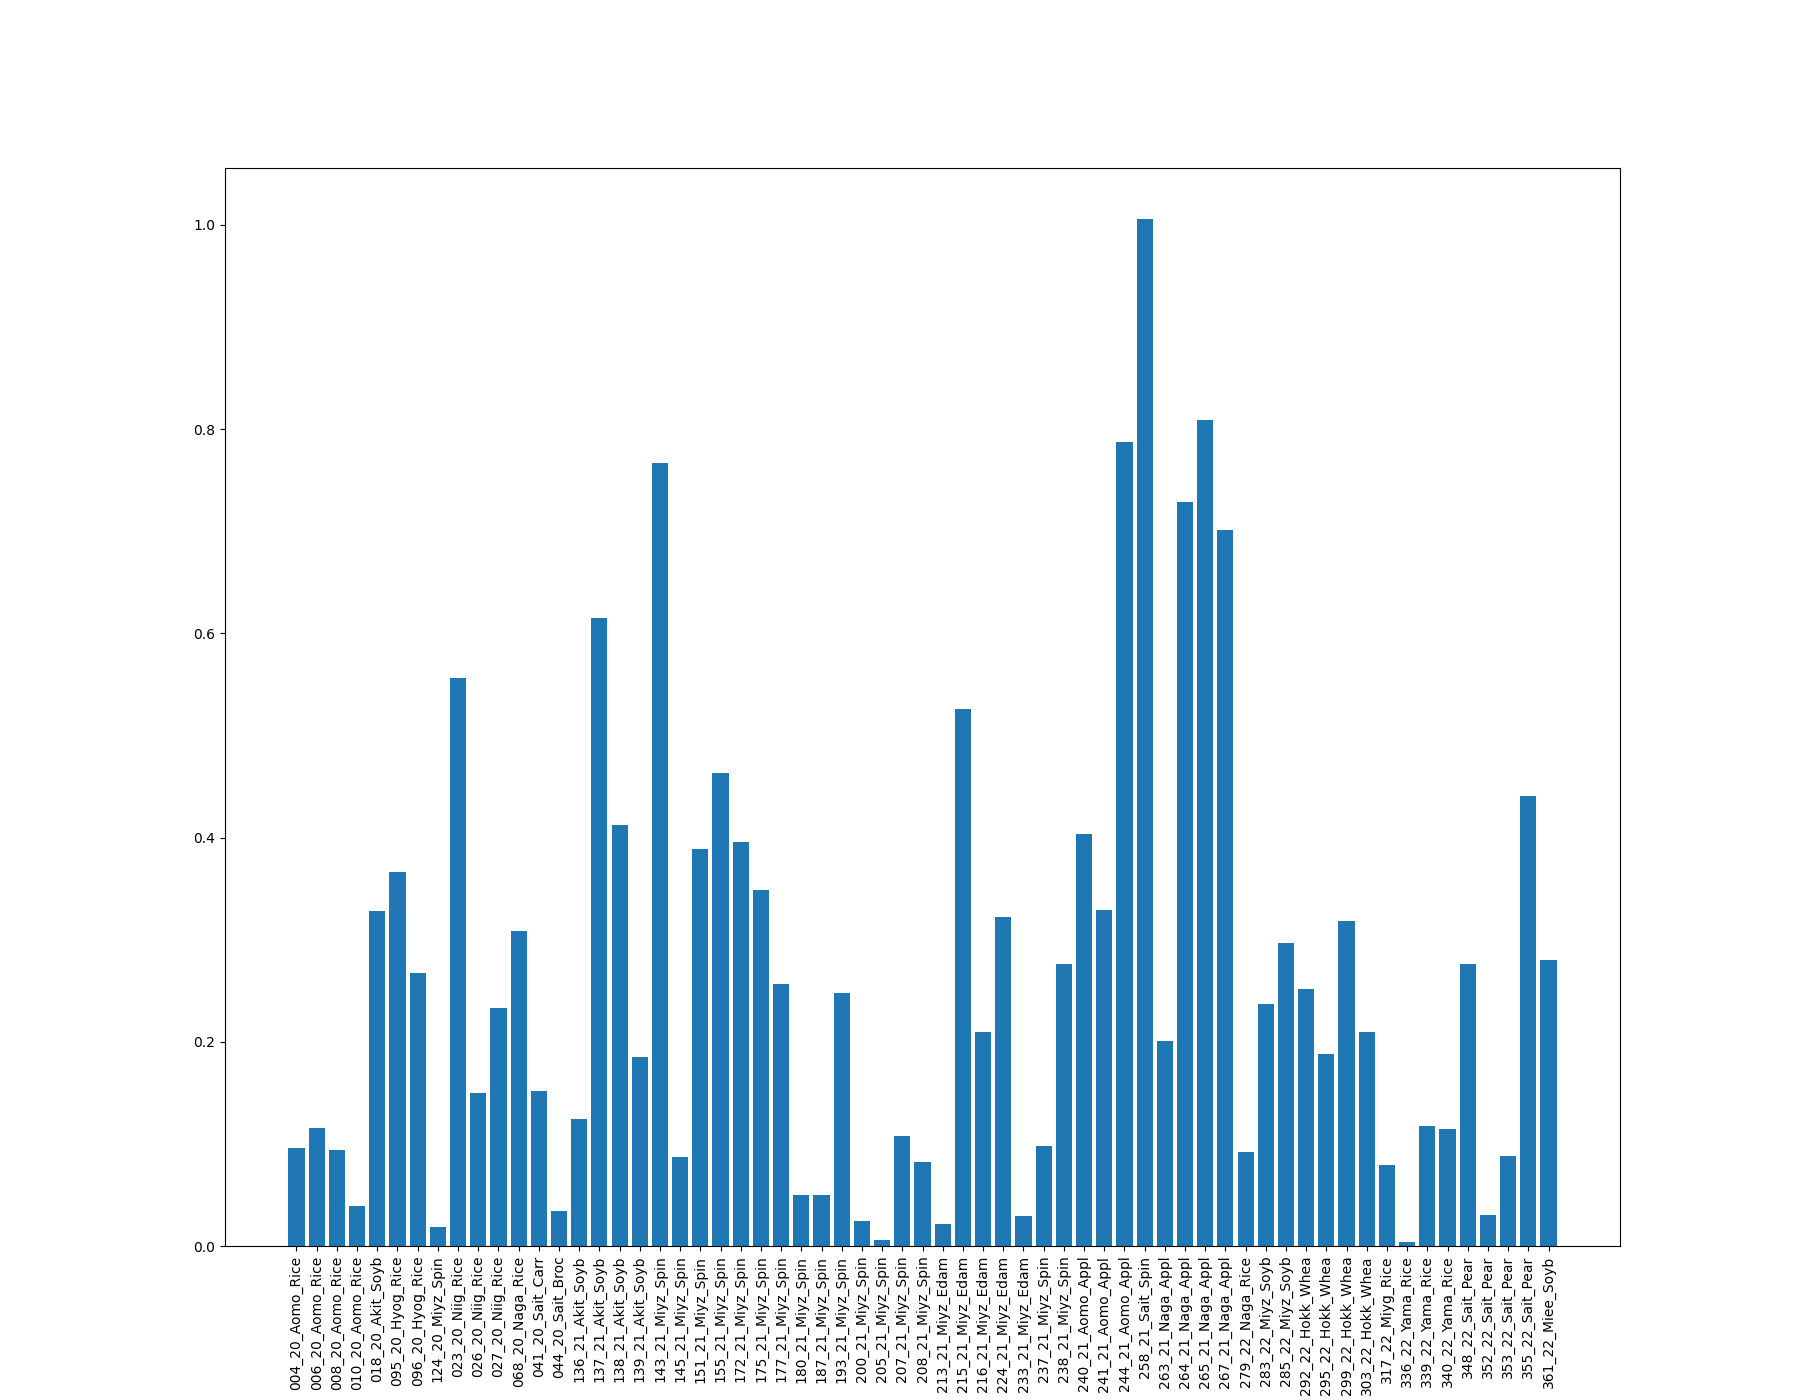 1.0
0.8
0.6
0.4
0.2
0.0
004_20_Aomo_Rice
006_20_Aomo_Rice
008_20_Aomo_Rice
010_20_Aomo_Rice
018_20_Akit_Soyb
095_20_Hyog_Rice
096_20_Hyog_Rice
124_20_Miyz_Spin
023_20_Niig_Rice
026_20_Niig_Rice
027_20_Niig_Rice
068_20_Naga_Rice
041_20_Sait_Carr
044_20_Sait_Broc
136_21_Akit_Soyb
137_21_Akit_Soyb
138_21_Akit_Soyb
139_21_Akit_Soyb
143_21_Miyz_Spin
145_21_Miyz_Spin
151_21_Miyz_Spin
155_21_Miyz_Spin
172_21_Miyz_Spin
175_21_Miyz_Spin
177_21_Miyz_Spin
180_21_Miyz_Spin
187_21_Miyz_Spin
193_21_Miyz_Spin
200_21_Miyz_Spin
205_21_Miyz_Spin
207_21_Miyz_Spin
208_21_Miyz_Spin
213_21_Miyz_Edam
215_21_Miyz_Edam
216_21_Miyz_Edam
224_21_Miyz_Edam
233_21_Miyz_Edam
237_21_Miyz_Spin
238_21_Miyz_Spin
240_21_Aomo_Appl
241_21_Aomo_Appl
244_21_Aomo_Appl
258_21_Sait_Spin
263_21_Naga_Appl
264_21_Naga_Appl
265_21_Naga_Appl
267_21_Naga_Appl
279_22_Naga_Rice
283_22_Miyz_Soyb
285_22_Miyz_Soyb
292_22_Hokk_Whea
295_22_Hokk_Whea
299_22_Hokk_Whea
303_22_Hokk_Whea
317_22_Miyg_Rice
336_22_Yama_Rice
339_22_Yama_Rice
340_22_Yama_Rice
348_22_Sait_Pear
352_22_Sait_Pear
353_22_Sait_Pear
355_22_Sait_Pear
361_22_Miee_Soyb